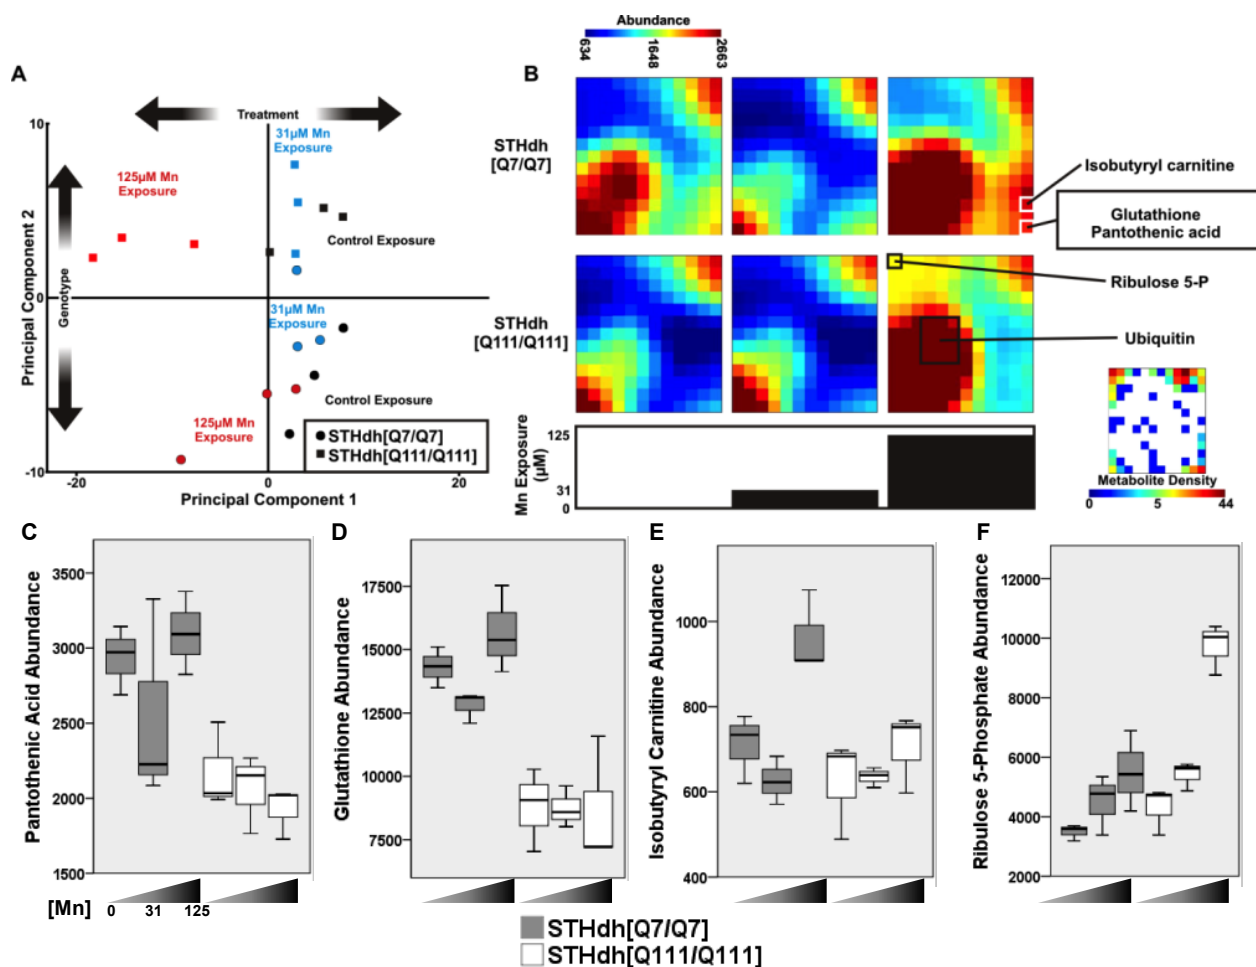 Abundance
634
1648
2663
A
B
Treatment
10
31μM Mn
Exposure
125μM Mn
Exposure
Control Exposure
Principal Component 2
Genotype
0
31μM Mn
Exposure
Control Exposure
125μM Mn
Exposure
STHdh[Q7/Q7]
STHdh[Q111/Q111]
-10
-20
0
20
Principal Component 1
STHdh
[Q7/Q7]
STHdh
[Q111/Q111]
Isobutyryl carnitine
Glutathione
Pantothenic acid
Ribulose 5-P
Ubiquitin
Mn Exposure
(μM)
125
31
0
Metabolite Density
0
5
44
C
D
E
F
Pantothenic Acid Abundance
3500
3000
2500
2000
1500
Glutathione Abundance
17500
15000
12500
10000
7500
Isobutyryl Carnitine Abundance
1000
800
600
400
Ribulose 5-Phosphate Abundance
12000
10000
8000
6000
4000
2000
[Mn]
0
31
125
STHdh[Q7/Q7]
STHdh[Q111/Q111]